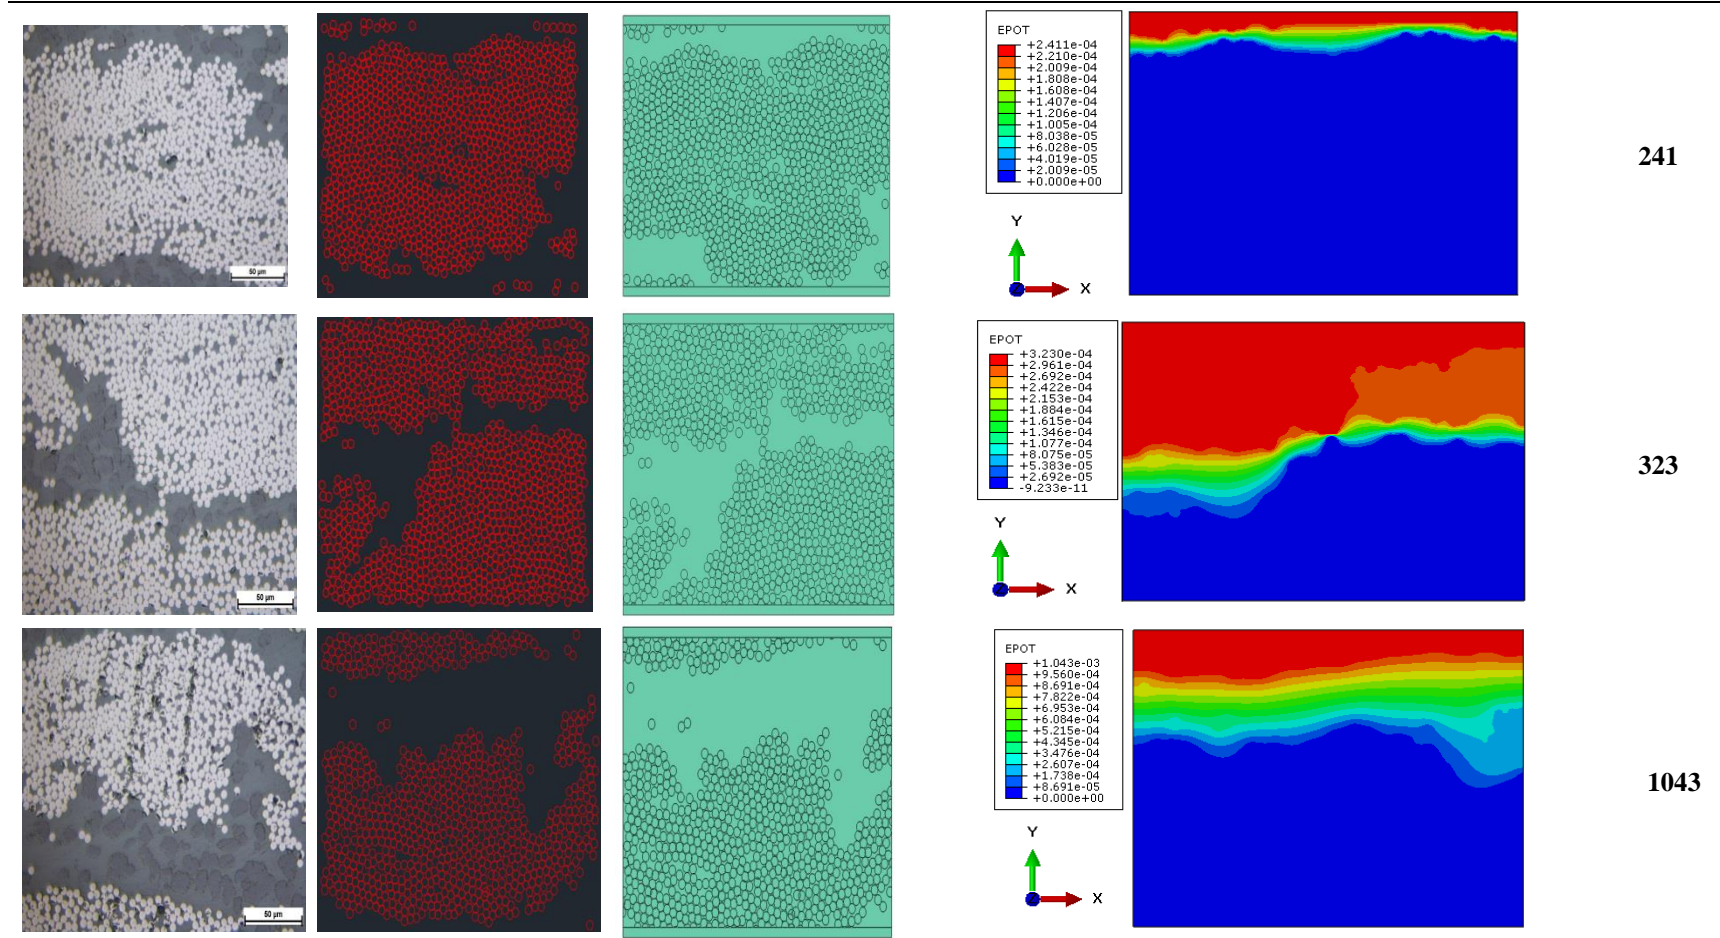 50 µm
EPOT
+2.411e-04
+2.210e-04
+2.009e-04
+1.808e-04
+1.608e-04
+1.407e-04
+1.206e-04
+1.005e-04
+8.038e-05
+6.028e-05
+4.019e-05
+2.009e-05
+0.000e+00
Y
Z
X
241
50 µm
EPOT
+3.230e-04
+2.961e-04
+2.692e-04
+2.422e-04
+2.153e-04
+1.884e-04
+1.615e-04
+1.346e-04
+1.077e-04
+8.075e-05
+5.383e-05
+2.692e-05
-9.233e-11
Y
Z
X
323
50 µm
EPOT
+1.043e-03
+9.560e-04
+8.691e-04
+7.822e-04
+6.953e-04
+6.084e-04
+5.215e-04
+4.345e-04
+3.476e-04
+2.607e-04
+1.738e-04
+8.691e-05
+0.000e+00
Y
Z
X
1043